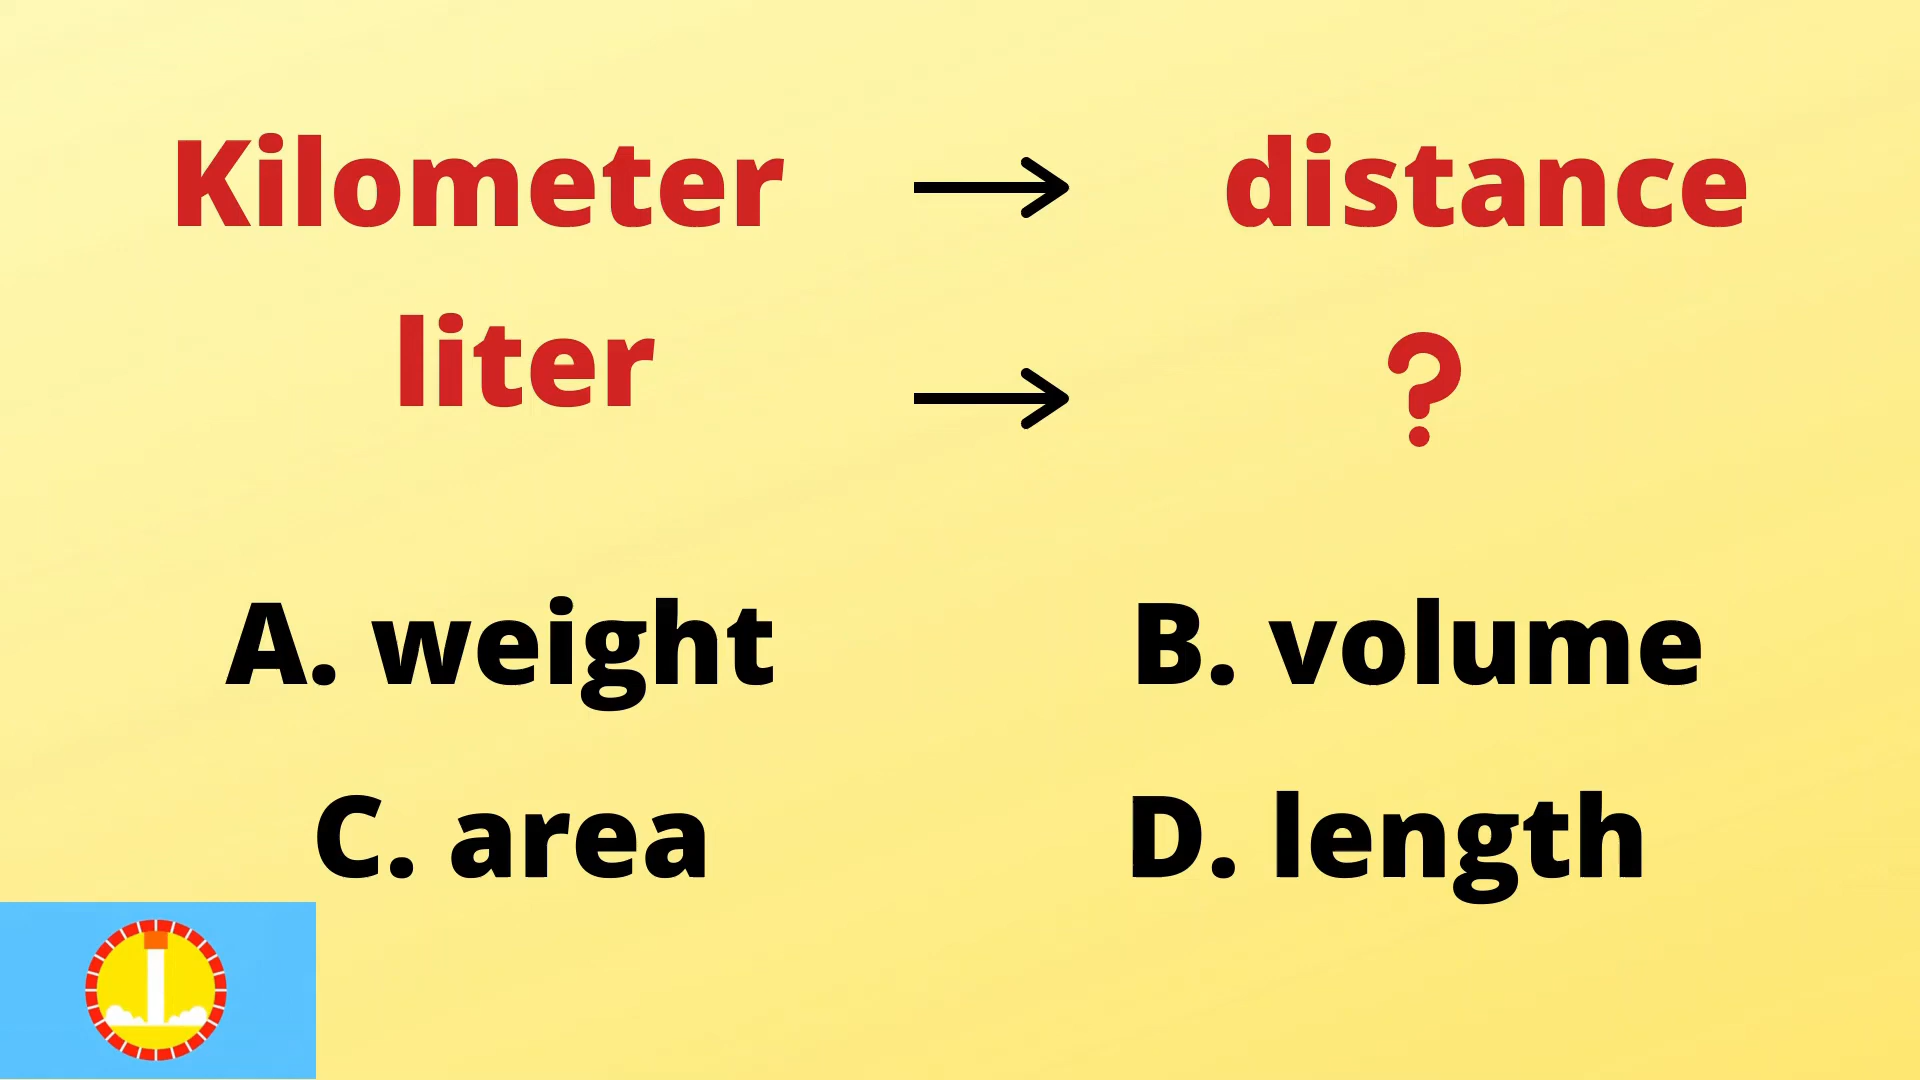 Kilometer → distance
liter → ?
A. weight B. volume
C. area D. length